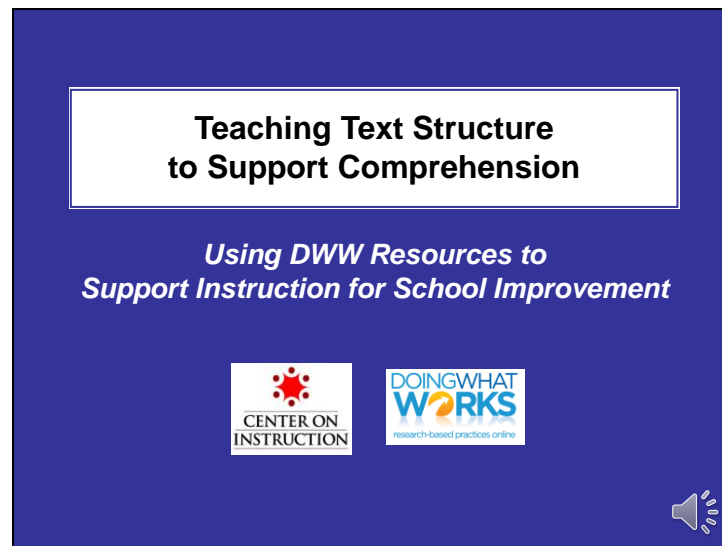 Teaching Text Structure
to Support Comprehension
Using DWW Resources to
Support Instruction for School Improvement
CENTER ON
INSTRUCTION
DOINGWHAT
WORKS
research-based practices online